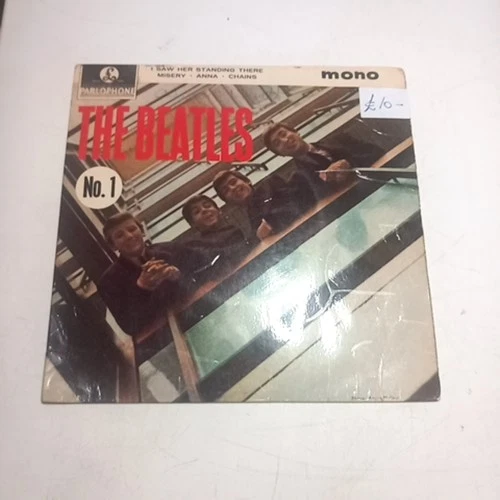 I SAW HER STANDING THERE
MISERY · ANNA · CHAINS
mono
PARLOPHONE
£10-
THE BEATLES
No. 1